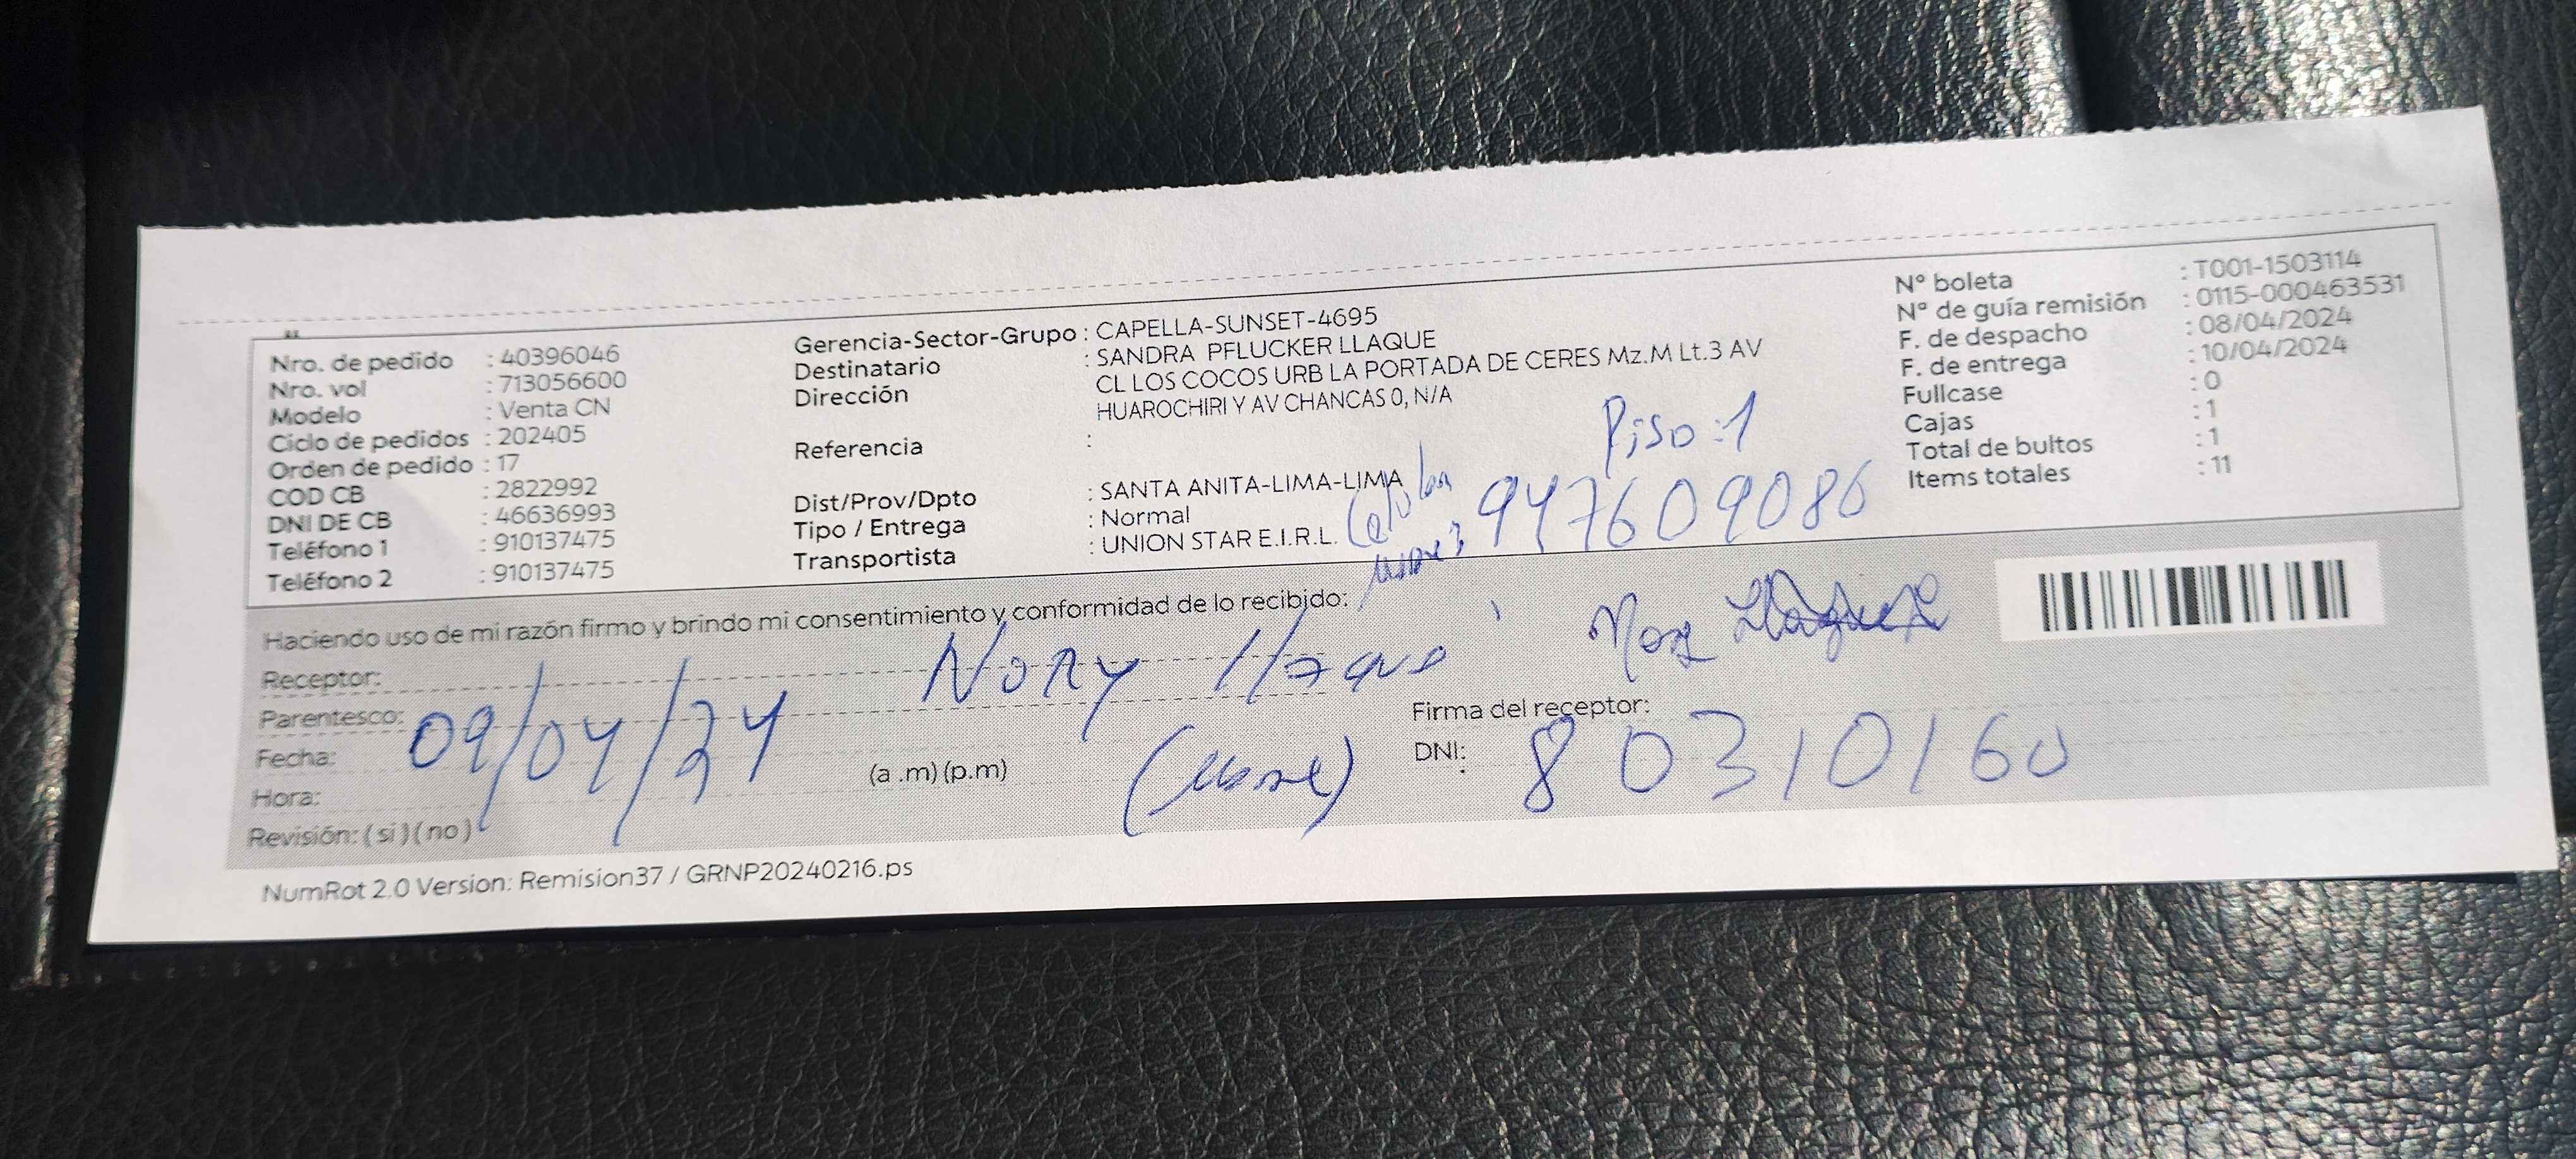 Nro. de pedido : 40396046
Nro. vol : 713056600
Modelo : Venta CN
Ciclo de pedidos : 202405
Orden de pedido : 17
COD CB : 2822992
DNI DE CB : 46636993
Teléfono 1 : 910137475
Teléfono 2 : 910137475
Gerencia-Sector-Grupo : CAPELLA-SUNSET-4695
Destinatario : SANDRA PFLUCKER LLAQUE
Dirección CL LOS COCOS URB LA PORTADA DE CERES Mz.M Lt.3 AV
HUAROCHIRI Y AV CHANCAS 0, N/A
Referencia :
Dist/Prov/Dpto : SANTA ANITA-LIMA-LIMA
Tipo / Entrega : Normal
Transportista : UNION STAR E.I.R.L.
Piso:1
Celular
947609086
N° boleta : T001-1503114
N° de guía remisión : 0115-000463531
F. de despacho : 08/04/2024
F. de entrega : 10/04/2024
Fullcase : 0
Cajas : 1
Total de bultos : 1
Items totales : 11
Haciendo uso de mi razón firmo y brindo mi consentimiento y conformidad de lo recibido:
Receptor: Nory Llaque
Parentesco:
Fecha: 09/04/24
Hora: (a .m) (p.m)
Revisión: ( si ) ( no )
Firma del receptor:
DNI: 80310160
NumRot 2.0 Version: Remision37 / GRNP20240216.ps